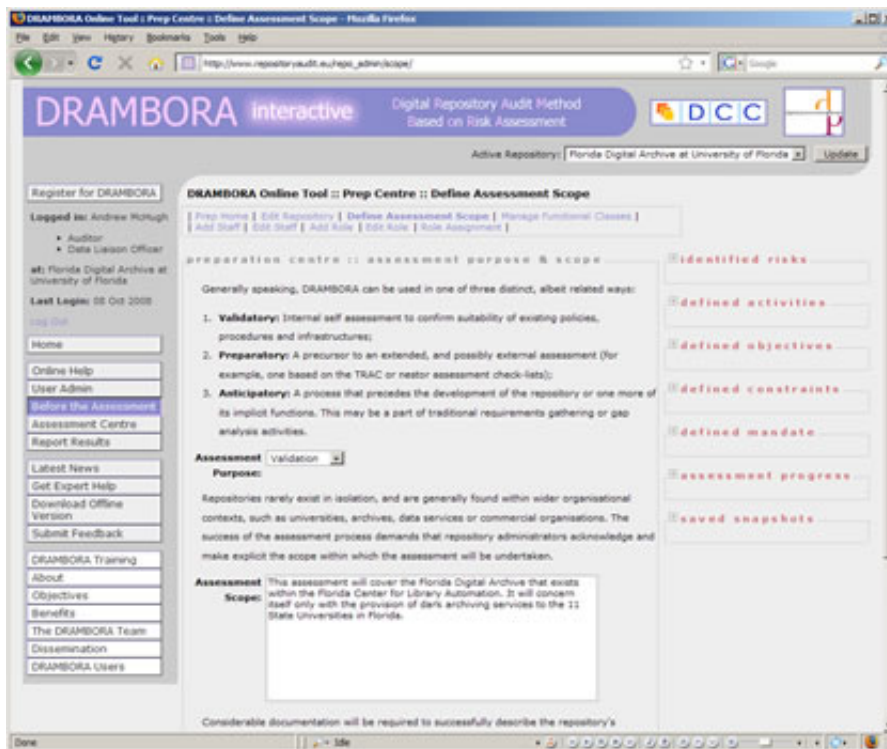 DRAMBORA Online Tool :: Prep Centre :: Define Assessment Scope - Mozilla Firefox
File Edit View History Bookmarks Tools Help
http://www.repositoryaudit.eu/repo_admin/scope/
Google
DRAMBORA interactive
Digital Repository Audit Method
Based on Risk Assessment
DCC
dp
Active Repository: Florida Digital Archive at University of Florida Update
Register for DRAMBORA
Logged in: Andrew McHugh
Auditor
Data Liaison Officer
at: Florida Digital Archive at
University of Florida
Last Login: 08 Oct 2008
Log Out
Home
Online Help
User Admin
Before the Assessment
Assessment Centre
Report Results
Latest News
Get Expert Help
Download Offline
Version
Submit Feedback
DRAMBORA Training
About
Objectives
Benefits
The DRAMBORA Team
Dissemination
DRAMBORA Users
DRAMBORA Online Tool :: Prep Centre :: Define Assessment Scope
[ Prep Home | Edit Repository | Define Assessment Scope | Manage Functional Classes |
| Add Staff | Edit Staff | Add Role | Edit Role | Role Assignment ]
preparation centre :: assessment purpose & scope
Generally speaking, DRAMBORA can be used in one of three distinct, albeit related ways:
1. Validatory: Internal self assessment to confirm suitability of existing policies,
procedures and infrastructures;
2. Preparatory: A precursor to an extended, and possibly external assessment (for
example, one based on the TRAC or nestor assessment check-lists);
3. Anticipatory: A process that precedes the development of the repository or one more of
its implicit functions. This may be a part of traditional requirements gathering or gap
analysis activities.
Assessment Purpose: Validation
Repositories rarely exist in isolation, and are generally found within wider organisational
contexts, such as universities, archives, data services or commercial organisations. The
success of the assessment process demands that repository administrators acknowledge and
make explicit the scope within which the assessment will be undertaken.
Assessment Scope:
This assessment will cover the Florida Digital Archive that exists
within the Florida Center for Library Automation. It will concern
itself only with the provision of dark archiving services to the 11
State Universities in Florida.
Considerable documentation will be required to successfully describe the repository's
identified risks
defined activities
defined objectives
defined constraints
defined mandate
assessment progress
saved snapshots
Done
Idle